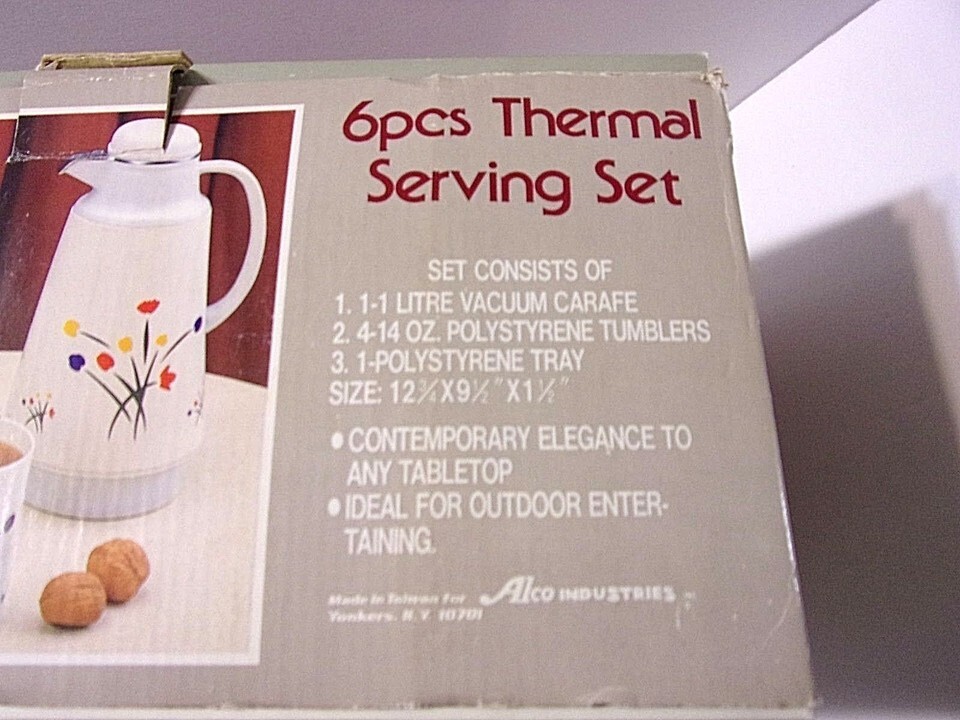 6pcs Thermal
Serving Set
SET CONSISTS OF
1. 1-1 LITRE VACUUM CARAFE
2. 4-14 OZ. POLYSTYRENE TUMBLERS
3. 1-POLYSTYRENE TRAY
SIZE: 12¾X9½″X1½″
• CONTEMPORARY ELEGANCE TO
ANY TABLETOP
• IDEAL FOR OUTDOOR ENTER-
TAINING.
Made in Taiwan for Alco INDUSTRIES
Yonkers, N.Y. 10701